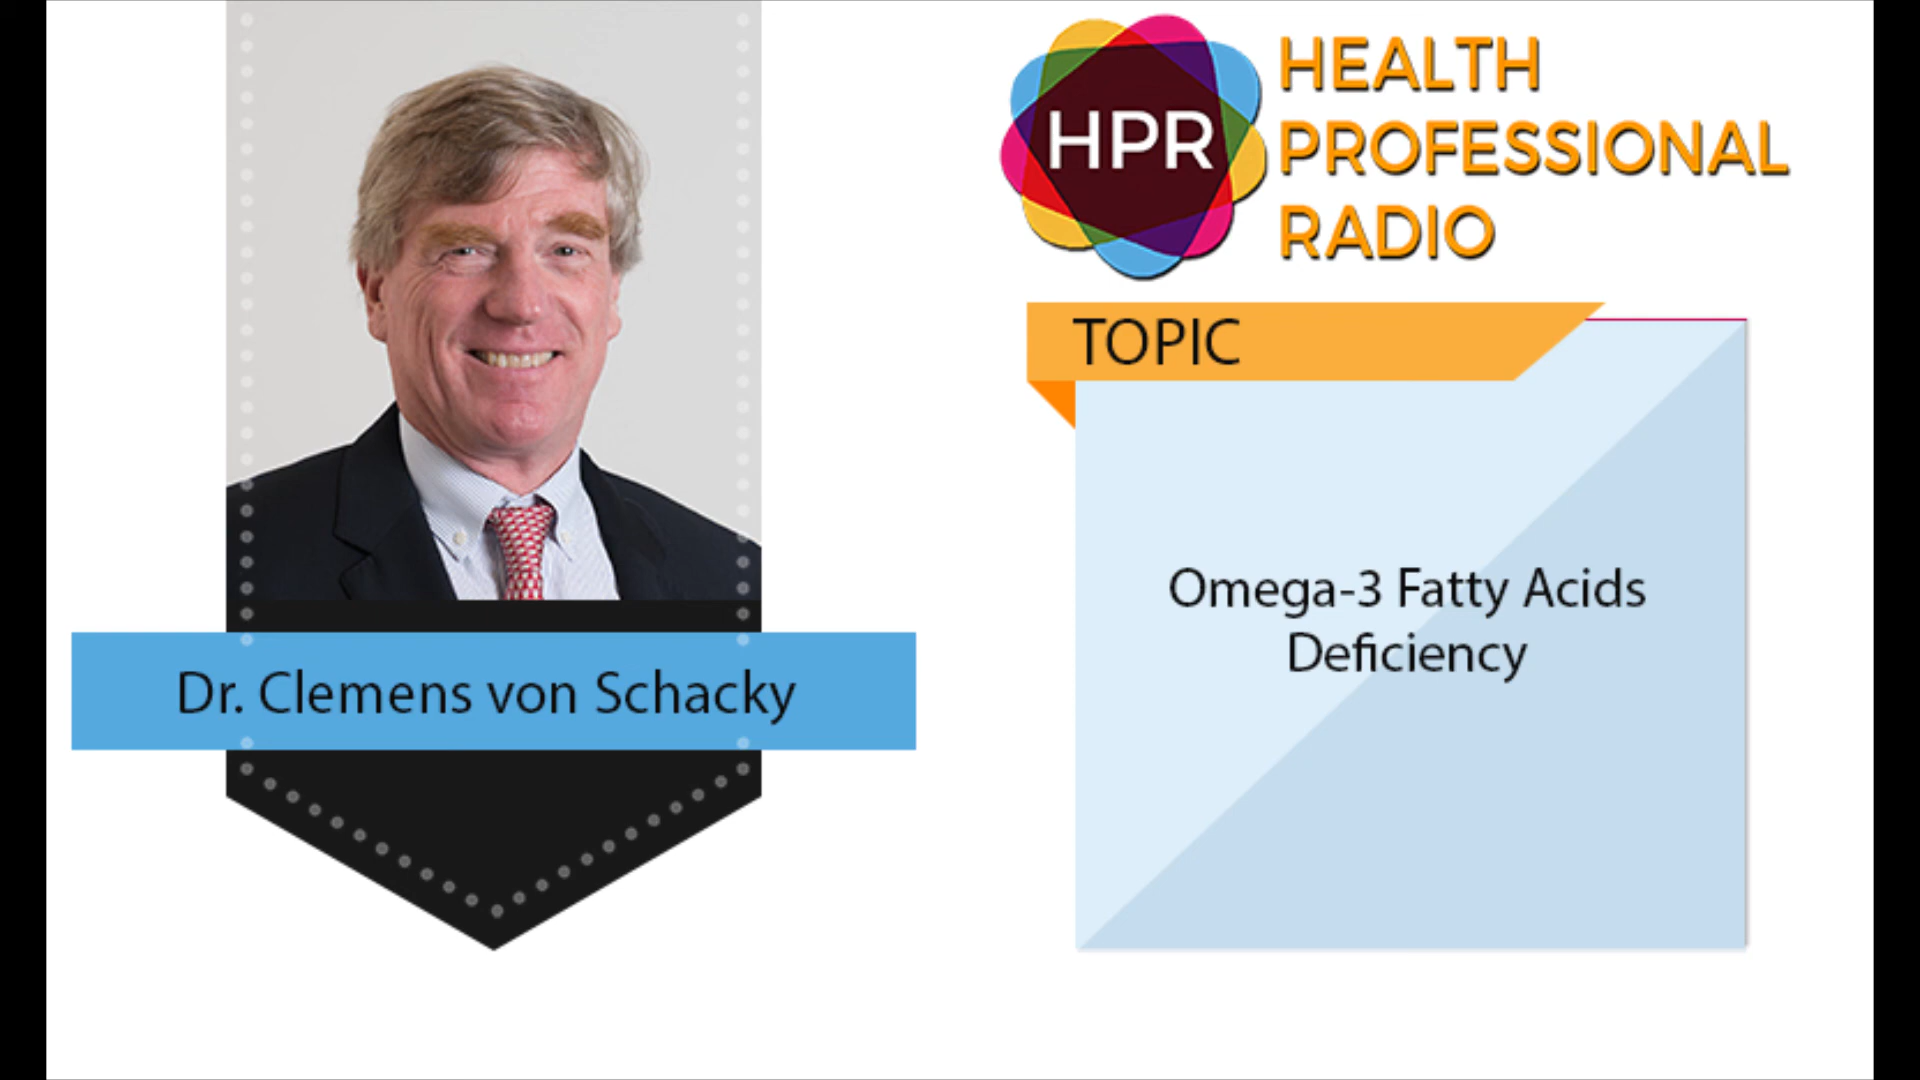 HPR
HEALTH
PROFESSIONAL
RADIO
TOPIC
Omega-3 Fatty Acids
Deficiency
Dr. Clemens von Schacky